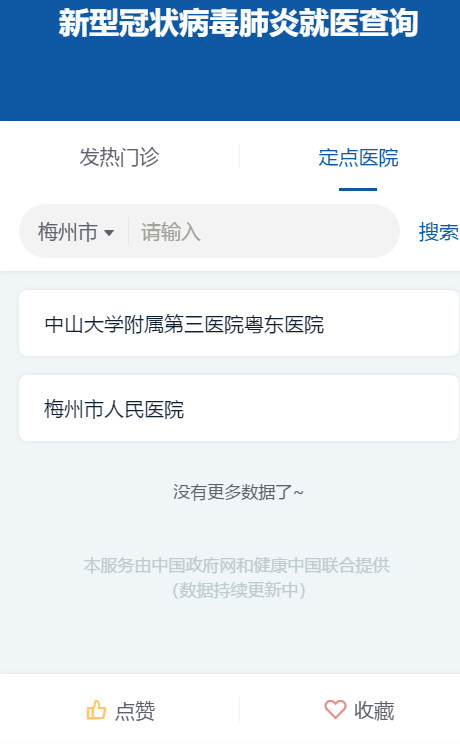 新型冠状病毒肺炎就医查询
发热门诊
定点医院
梅州市
请输入
搜索
中山大学附属第三医院粤东医院
梅州市人民医院
没有更多数据了~
本服务由中国政府网和健康中国联合提供
(数据持续更新中)
点赞
收藏